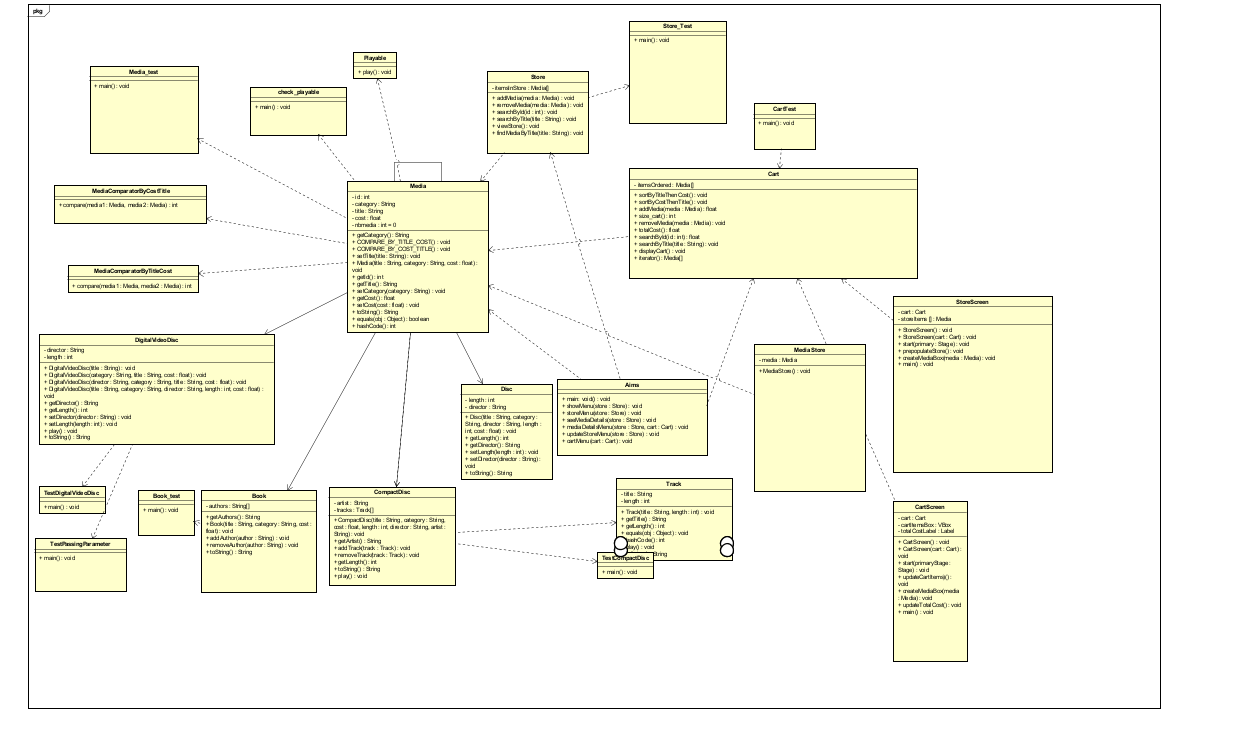 pkg
Store_Test
+ main() : void
Playable
+ play() : void
Media_test
+ main() : void
Store
- itemsInStore : Media[]
+ addMedia(media : Media) : void
+ removeMedia(media : Media) : void
+ searchById(id : int) : void
+ searchByTitle(title : String) : void
+ viewStore() : void
+ findMediaByTitle(title: String) : void
check_playable
+ main() : void
CartTest
+ main() : void
Cart
- itemsOrdered : Media[]
+ sortByTitleThenCost() : void
+ sortByCostThenTitle() : void
+ addMedia(media : Media) : float
+ size_cart() : int
+ removeMedia(media : Media) : void
+ totalCost() : float
+ searchById(id : int) : float
+ searchByTitle(title : String) : void
+ displayCart() : void
+ iterator() : Media[]
Media
- id : int
- category : String
- title : String
- cost : float
- nbmedia : int = 0
+ getCategory() : String
+ COMPARE_BY_TITLE_COST() : void
+ COMPARE_BY_COST_TITLE() : void
+ setTitle(title : String) : void
+ Media(title : String, category : String, cost : float) :
void
+ getId() : int
+ getTitle() : String
+ setCategory(category : String) : void
+ getCost() : float
+ setCost(cost : float) : void
+ toString() : String
+ equals(obj : Object) : boolean
+ hashCode() : int
MediaComparatorByCostTitle
+ compare(media1 : Media, media2 : Media) : int
MediaComparatorByTitleCost
+ compare(media1 : Media, media2 : Media) : int
StoreScreen
- cart : Cart
- storeItems [] : Media
+ StoreScreen() : void
+ StoreScreen(cart : Cart) : void
+ start(primary : Stage) : void
+ prepopulateStore() : void
+ createMediaBox(media : Media) : void
+ main() : void
DigitalVideoDisc
- director : String
- length : int
+ DigitalVideoDisc(title : String) : void
+ DigitalVideoDisc(category : String, title : String, cost : float) : void
+ DigitalVideoDisc(director : String, category : String, title : String, cost : float) : void
+ DigitalVideoDisc(title : String, category : String, director : String, length : int, cost : float) :
void
+ getDirector() : String
+ getLength() : int
+ setDirector(director : String) : void
+ setLength(length : int) : void
+ play() : void
+ toString() : String
MediaStore
- media : Media
+ MediaStore() : void
Aims
+ main: void() : void
+ showMenu(store : Store) : void
+ storeMenu(store : Store) : void
+ seeMediaDetails(store : Store) : void
+ mediaDetailsMenu(store : Store, cart : Cart) : void
+ updateStoreMenu(store : Store) : void
+ cartMenu(cart : Cart) : void
Disc
- length : int
- director : String
+ Disc(title : String, category :
String, director : String, length :
int, cost : float) : void
+ getLength() : int
+ getDirector() : String
+ setLength(length : int) : void
+ setDirector(director : String) :
void
+ toString() : String
TestDigitalVideoDisc
+ main() : void
Book_test
+ main() : void
Book
- authors : String[]
+ getAuthors() : String
+ Book(title : String, category : String, cost :
float) : void
+ addAuthor(author : String) : void
+ removeAuthor(author : String) : void
+ toString() : String
CompactDisc
- artist : String
- tracks : Track[]
+ CompactDisc(title : String, category : String,
cost : float, length : int, director : String, artist :
String) : void
+ getArtist() : String
+ addTrack(track : Track) : void
+ removeTrack(track : Track) : void
+ getLength() : int
+ toString() : String
+ play() : void
Track
- title : String
- length : int
+ Track(title : String, length : int) : void
+ getTitle() : String
+ getLength() : int
+ equals(obj : Object) : void
hashCode() : int
play() : void
String
TestCompactDisc
+ main() : void
TestPassingParameter
+ main() : void
CartScreen
- cart : Cart
- cartItemsBox : VBox
- totalCostLabel : Label
+ CartScreen() : void
+ CartScreen(cart : Cart) :
void
+ start(primaryStage :
Stage) : void
+ updateCartItems() :
void
+ createMediaBox(media
: Media) : void
+ updateTotalCost() : void
+ main() : void